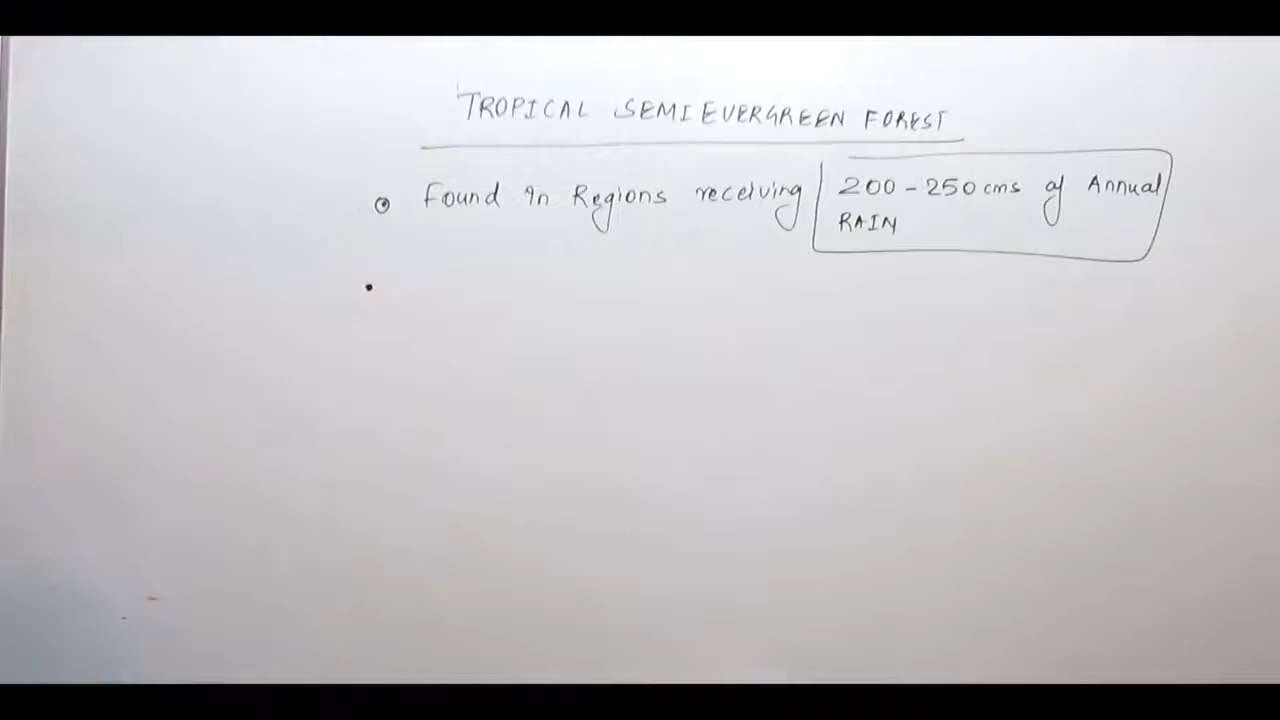 TROPICAL SEMI EVERGREEN FOREST
Found in Regions receiving 200 - 250 cms of Annual
RAIN